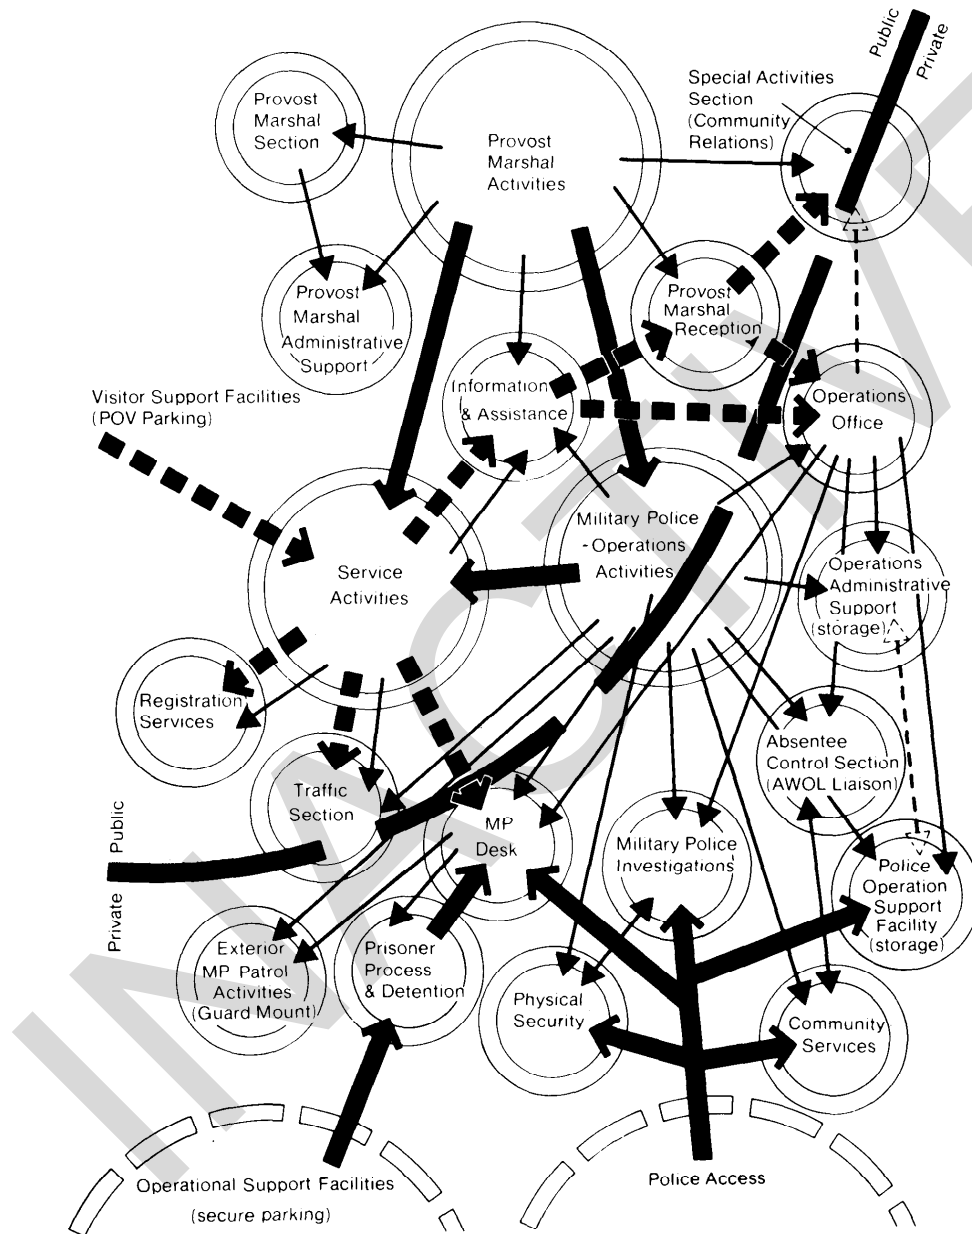 Provost
Marshal
Section
Provost
Marshal
Activities
Special Activities
Section
(Community
Relations)
Public
Private
Provost
Marshal
Administrative
Support
Provost
Marshal
Reception
Information
& Assistance
Operations
Office
Visitor Support Facilities
(POV Parking)
Service
Activities
Military Police
- Operations
Activities
Operations
Administrative
Support
(storage)
Registration
Services
Traffic
Section
MP
Desk
Military Police
Investigations
Absentee
Control Section
(AWOL Liaison)
Police
Operation
Support
Facility
(storage)
Public
Private
Exterior
MP Patrol
Activities
(Guard Mount)
Prisoner
Process
& Detention
Physical
Security
Community
Services
Operational Support Facilities
(secure parking)
Police Access
INACTIVE